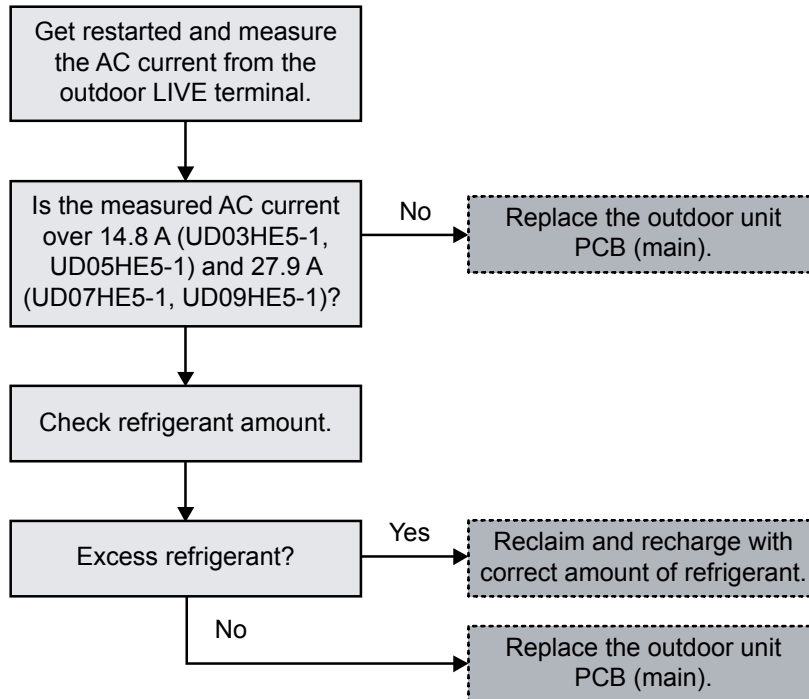 Get restarted and measure
the AC current from the
outdoor LIVE terminal.
Is the measured AC current
over 14.8 A (UD03HE5-1,
UD05HE5-1) and 27.9 A
(UD07HE5-1, UD09HE5-1)?
No
Replace the outdoor unit
PCB (main).
Check refrigerant amount.
Excess refrigerant?
Yes
Reclaim and recharge with
correct amount of refrigerant.
No
Replace the outdoor unit
PCB (main).